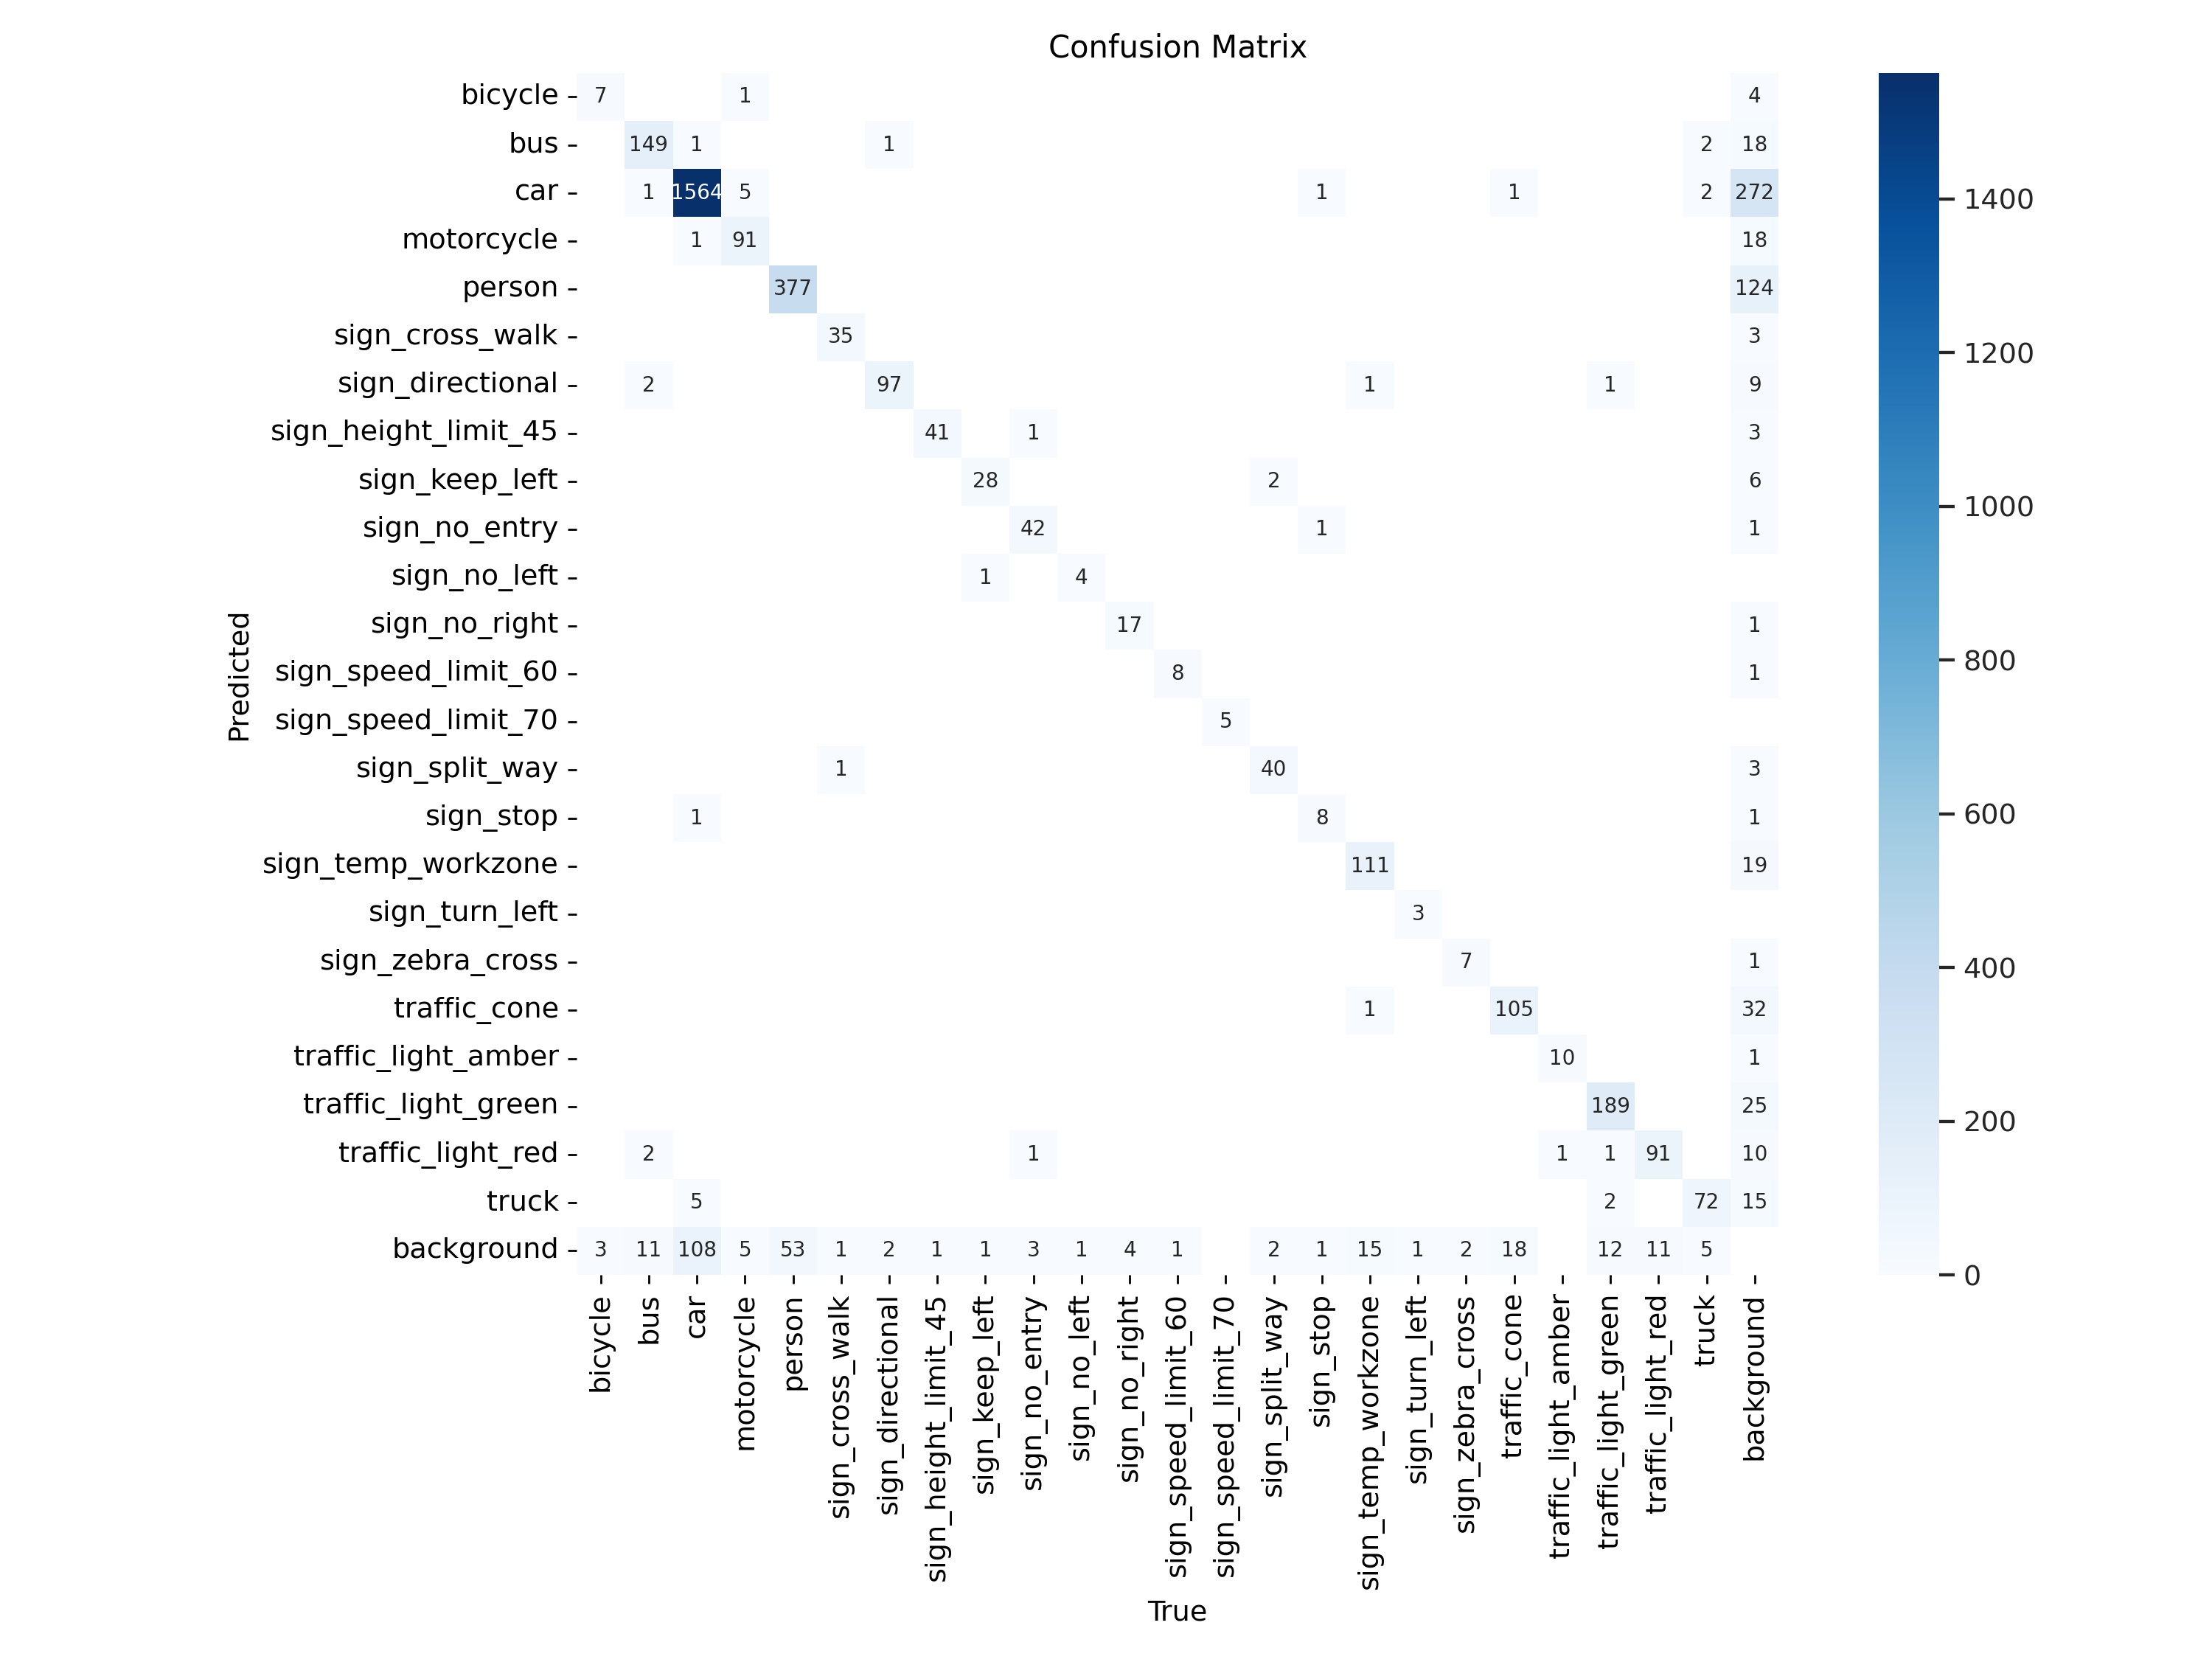 Confusion Matrix
bicycle 7 1 4
bus 149 1 1 2 18
car 1 1564 5 1 1 2 272
motorcycle 1 91 18
person 377 124
sign_cross_walk 35 3
sign_directional 2 97 1 1 9
sign_height_limit_45 41 1 3
sign_keep_left 28 2 6
sign_no_entry 42 1 1
sign_no_left 1 4
sign_no_right 17 1
sign_speed_limit_60 8 1
sign_speed_limit_70 5
sign_split_way 1 40 3
sign_stop 1 8 1
sign_temp_workzone 111 19
sign_turn_left 3
sign_zebra_cross 7 1
traffic_cone 1 105 32
traffic_light_amber 10 1
traffic_light_green 189 25
traffic_light_red 2 1 1 1 91 10
truck 5 2 72 15
background 3 11 108 5 53 1 2 1 1 3 1 4 1 2 1 15 1 2 18 12 11 5
Predicted
bicycle
bus
car
motorcycle
person
sign_cross_walk
sign_directional
sign_height_limit_45
sign_keep_left
sign_no_entry
sign_no_left
sign_no_right
sign_speed_limit_60
sign_speed_limit_70
sign_split_way
sign_stop
sign_temp_workzone
sign_turn_left
sign_zebra_cross
traffic_cone
traffic_light_amber
traffic_light_green
traffic_light_red
truck
background
True
1400
1200
1000
800
600
400
200
0